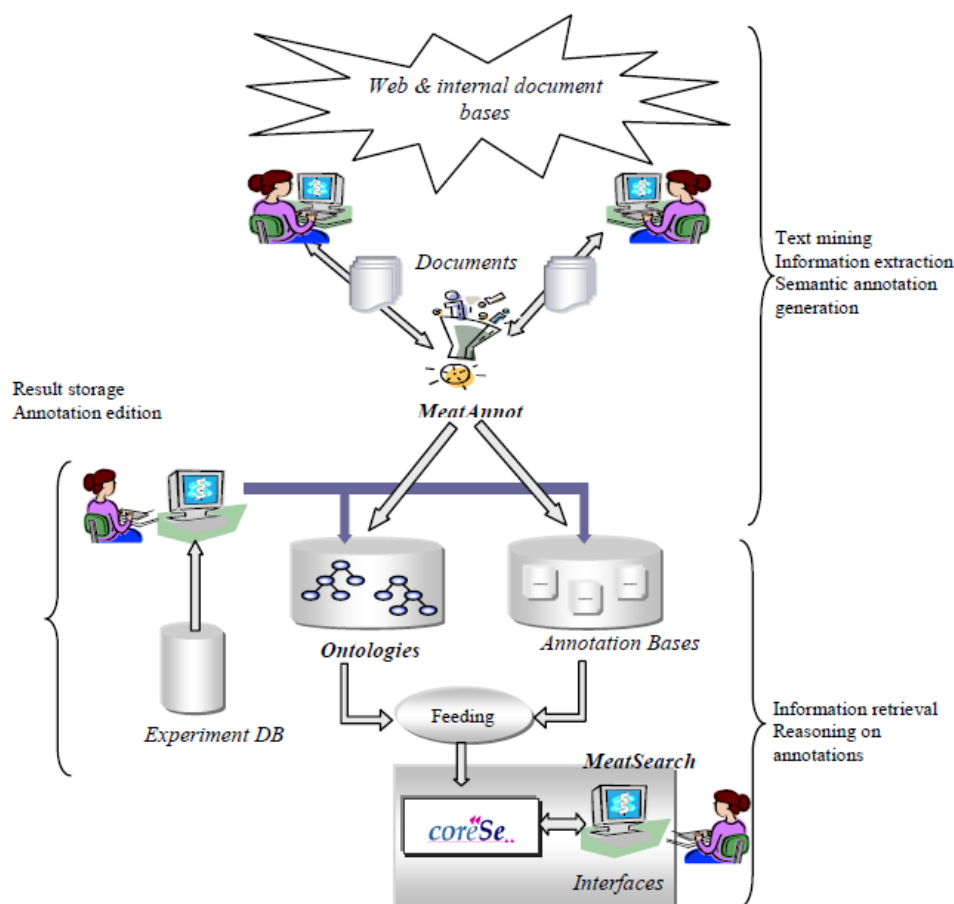 Web & internal document
bases
Documents
MeatAnnot
Text mining
Information extraction
Semantic annotation
generation
Result storage
Annotation edition
Ontologies
Annotation Bases
Experiment DB
Feeding
Information retrieval
Reasoning on
annotations
MeatSearch
coreSe..
Interfaces